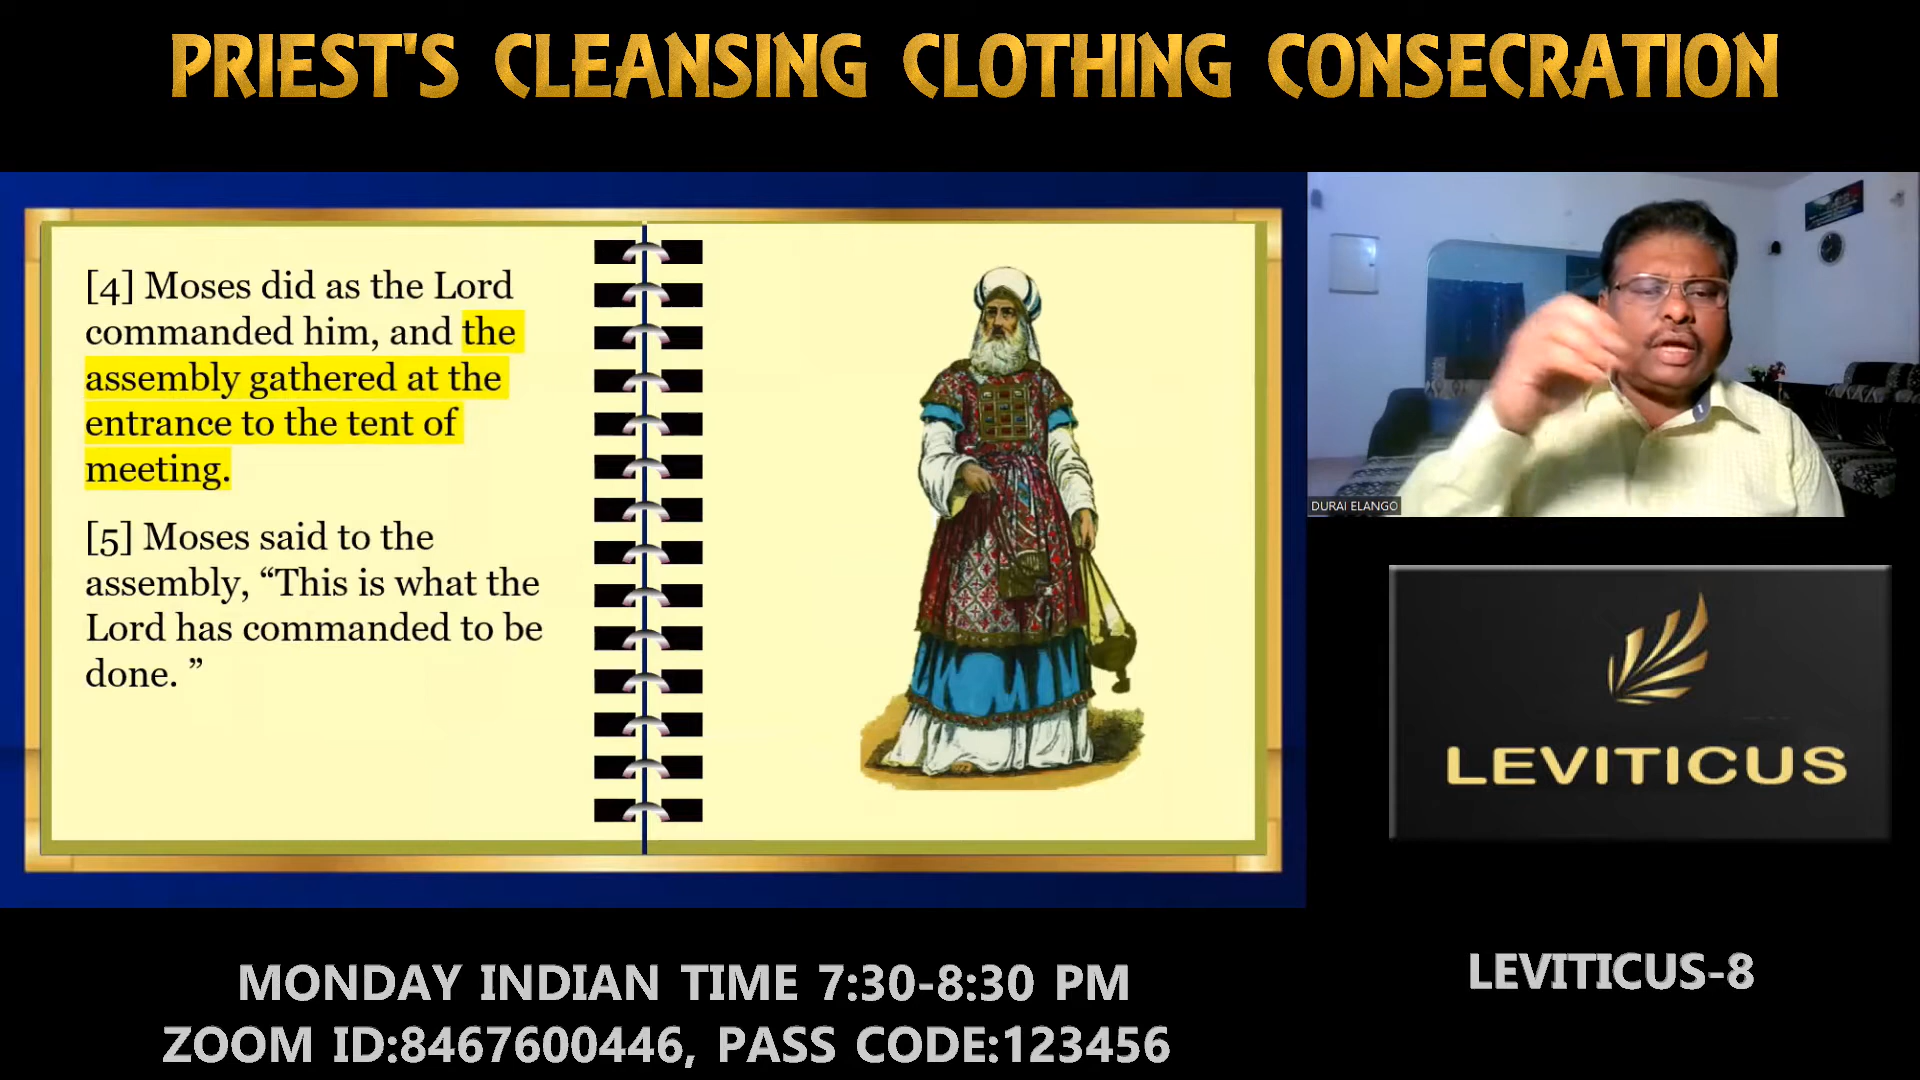 PRIEST'S CLEANSING CLOTHING CONSECRATION
[4] Moses did as the Lord
commanded him, and the
assembly gathered at the
entrance to the tent of
meeting.
[5] Moses said to the
assembly, “This is what the
Lord has commanded to be
done. ”
DURAI ELANGO
LEVITICUS
LEVITICUS-8
MONDAY INDIAN TIME 7:30-8:30 PM
ZOOM ID:8467600446, PASS CODE:123456